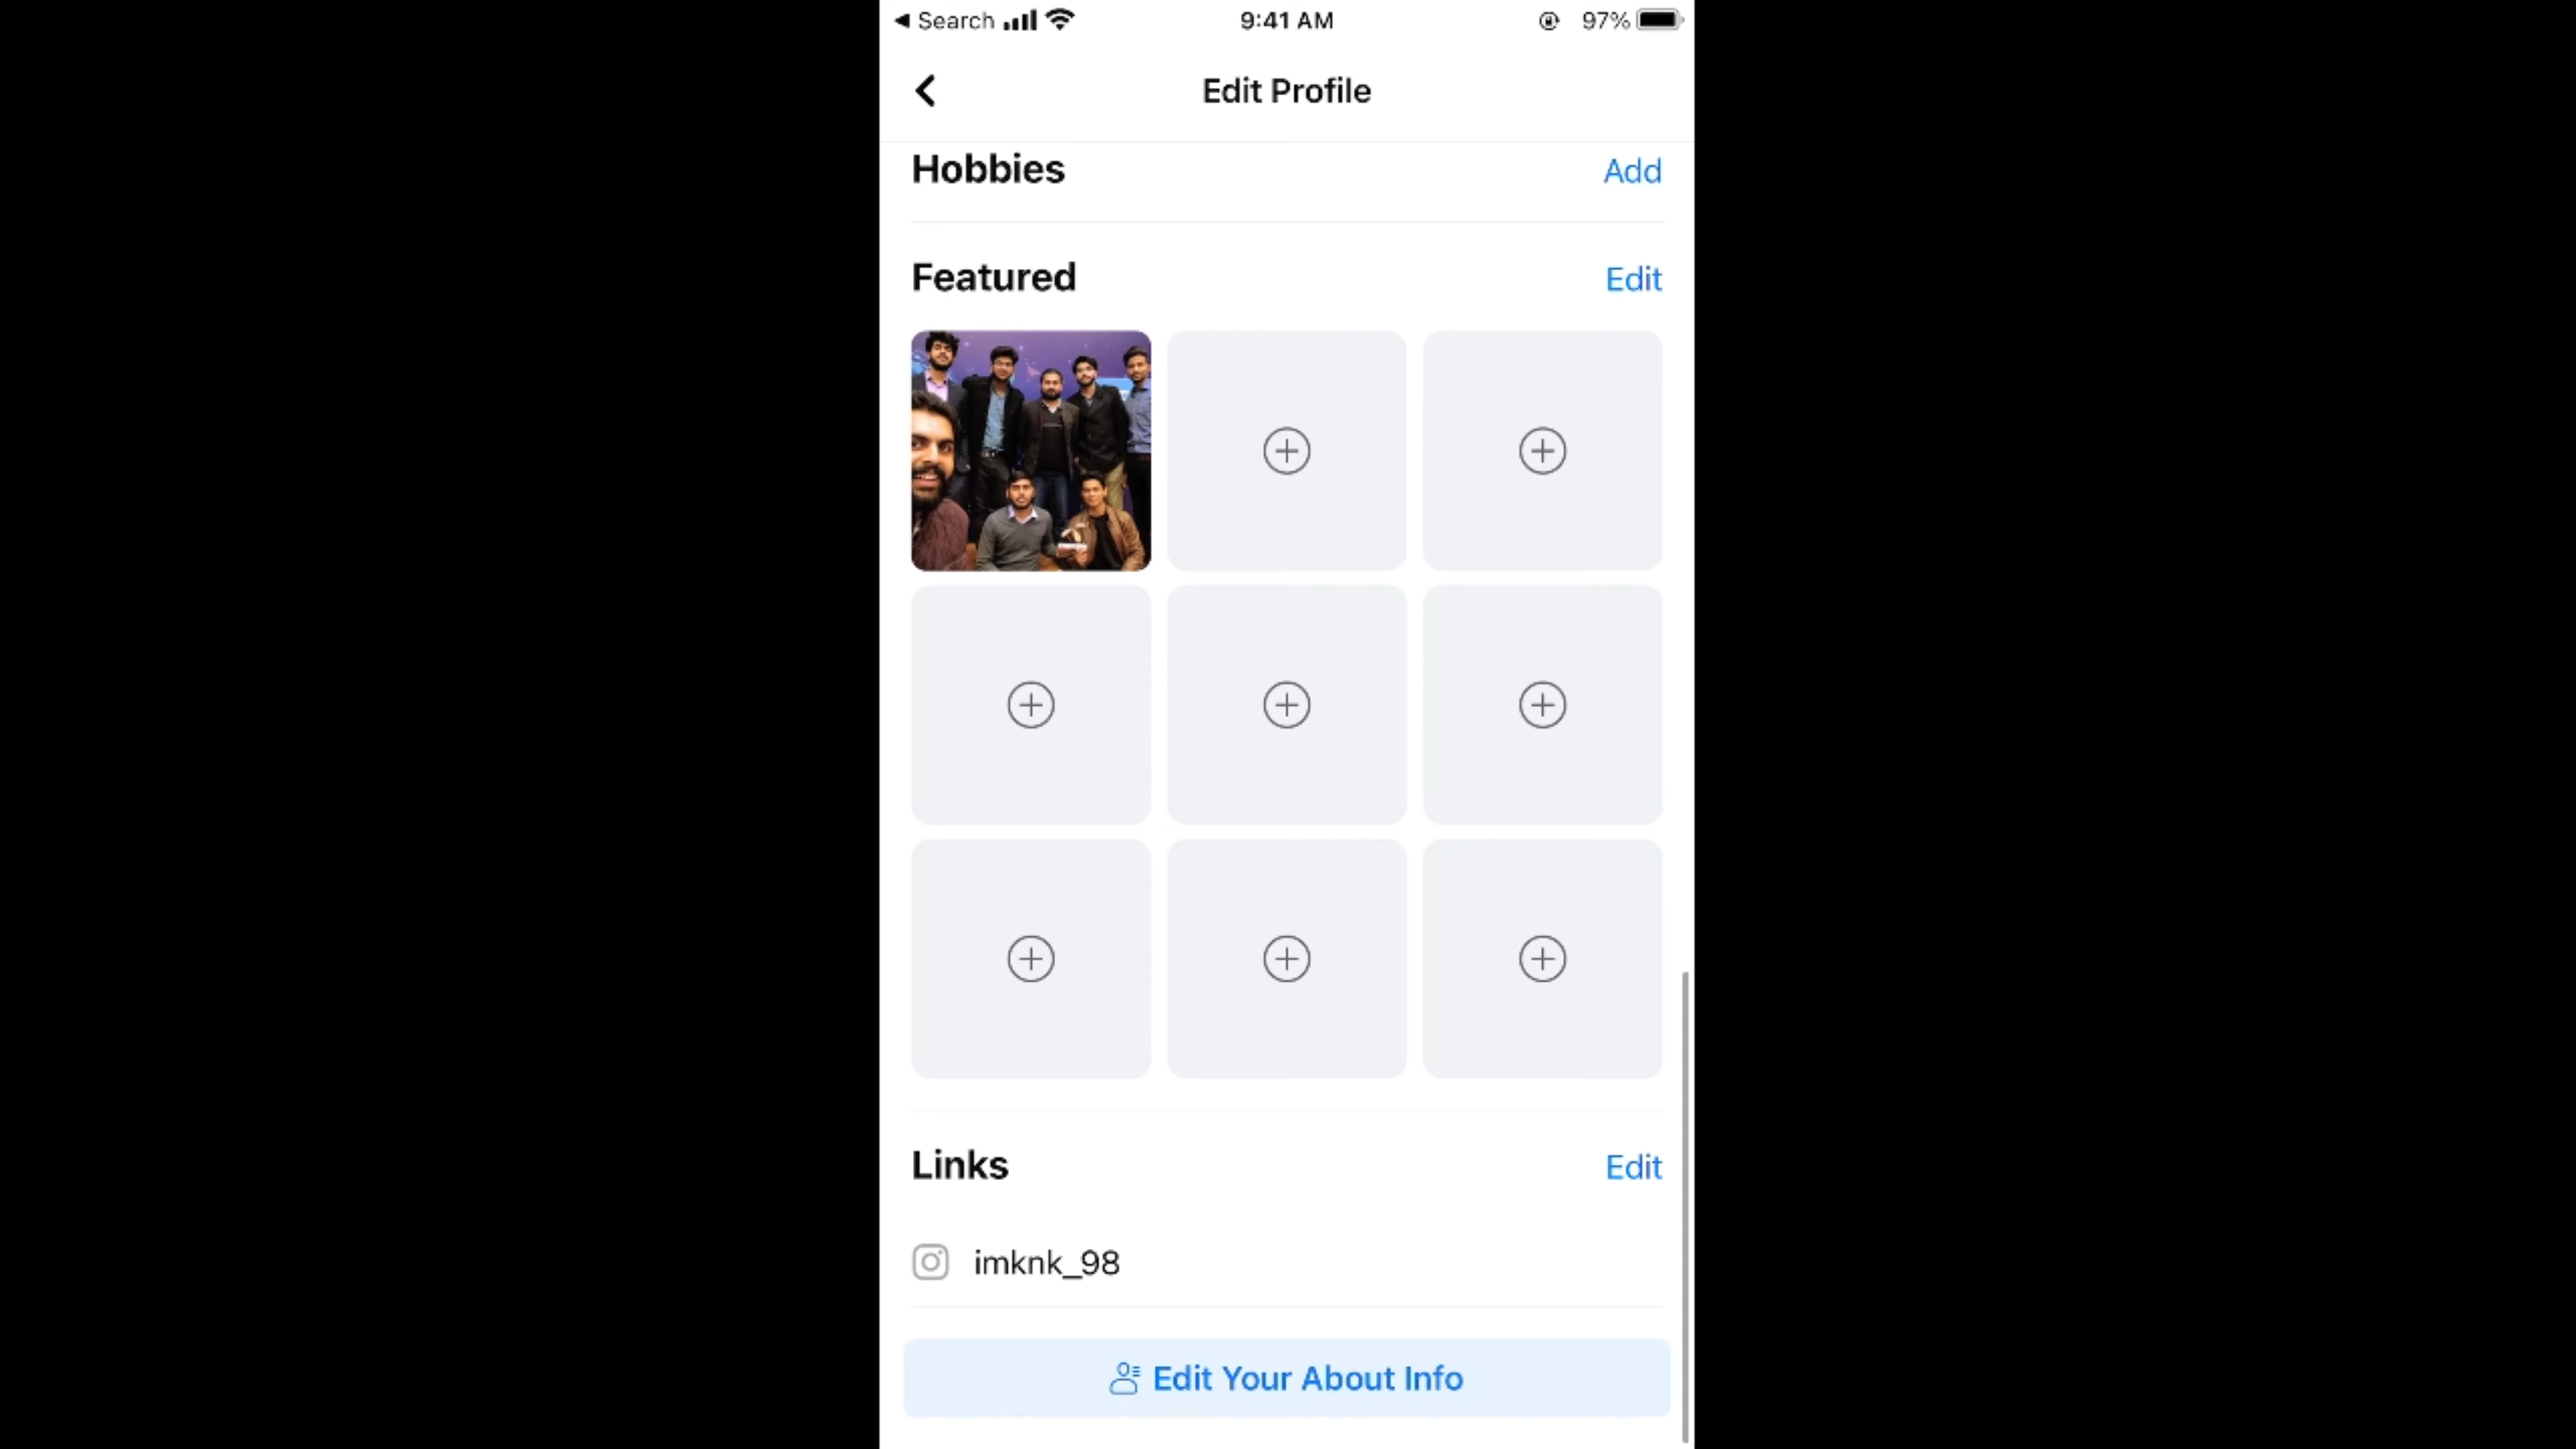 Search 9:41 AM 97%
Edit Profile
Hobbies Add
Featured Edit
Links Edit
imknk_98
Edit Your About Info